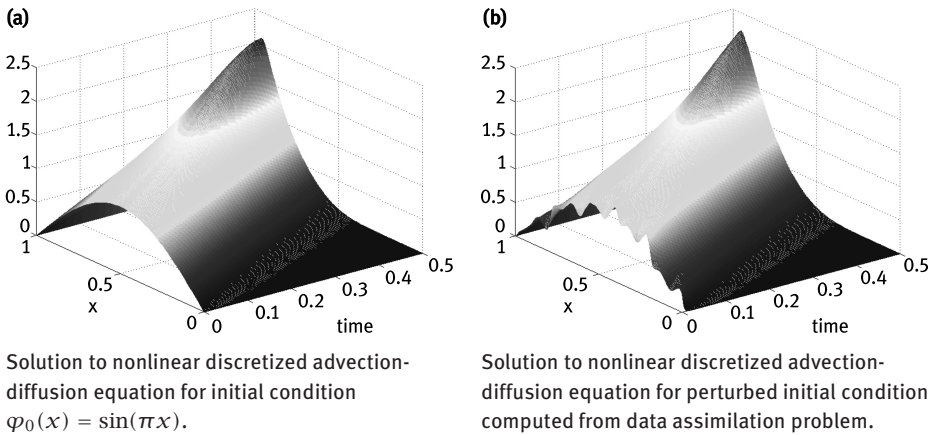 (a)
2.5
2
1.5
1
0.5
0
1
0.5
x
0
0
0.1
0.2
0.3
0.4
0.5
time
Solution to nonlinear discretized advection-
diffusion equation for initial condition
φ₀(x) = sin(πx).
(b)
2.5
2
1.5
1
0.5
0
1
0.5
x
0
0
0.1
0.2
0.3
0.4
0.5
time
Solution to nonlinear discretized advection-
diffusion equation for perturbed initial condition
computed from data assimilation problem.